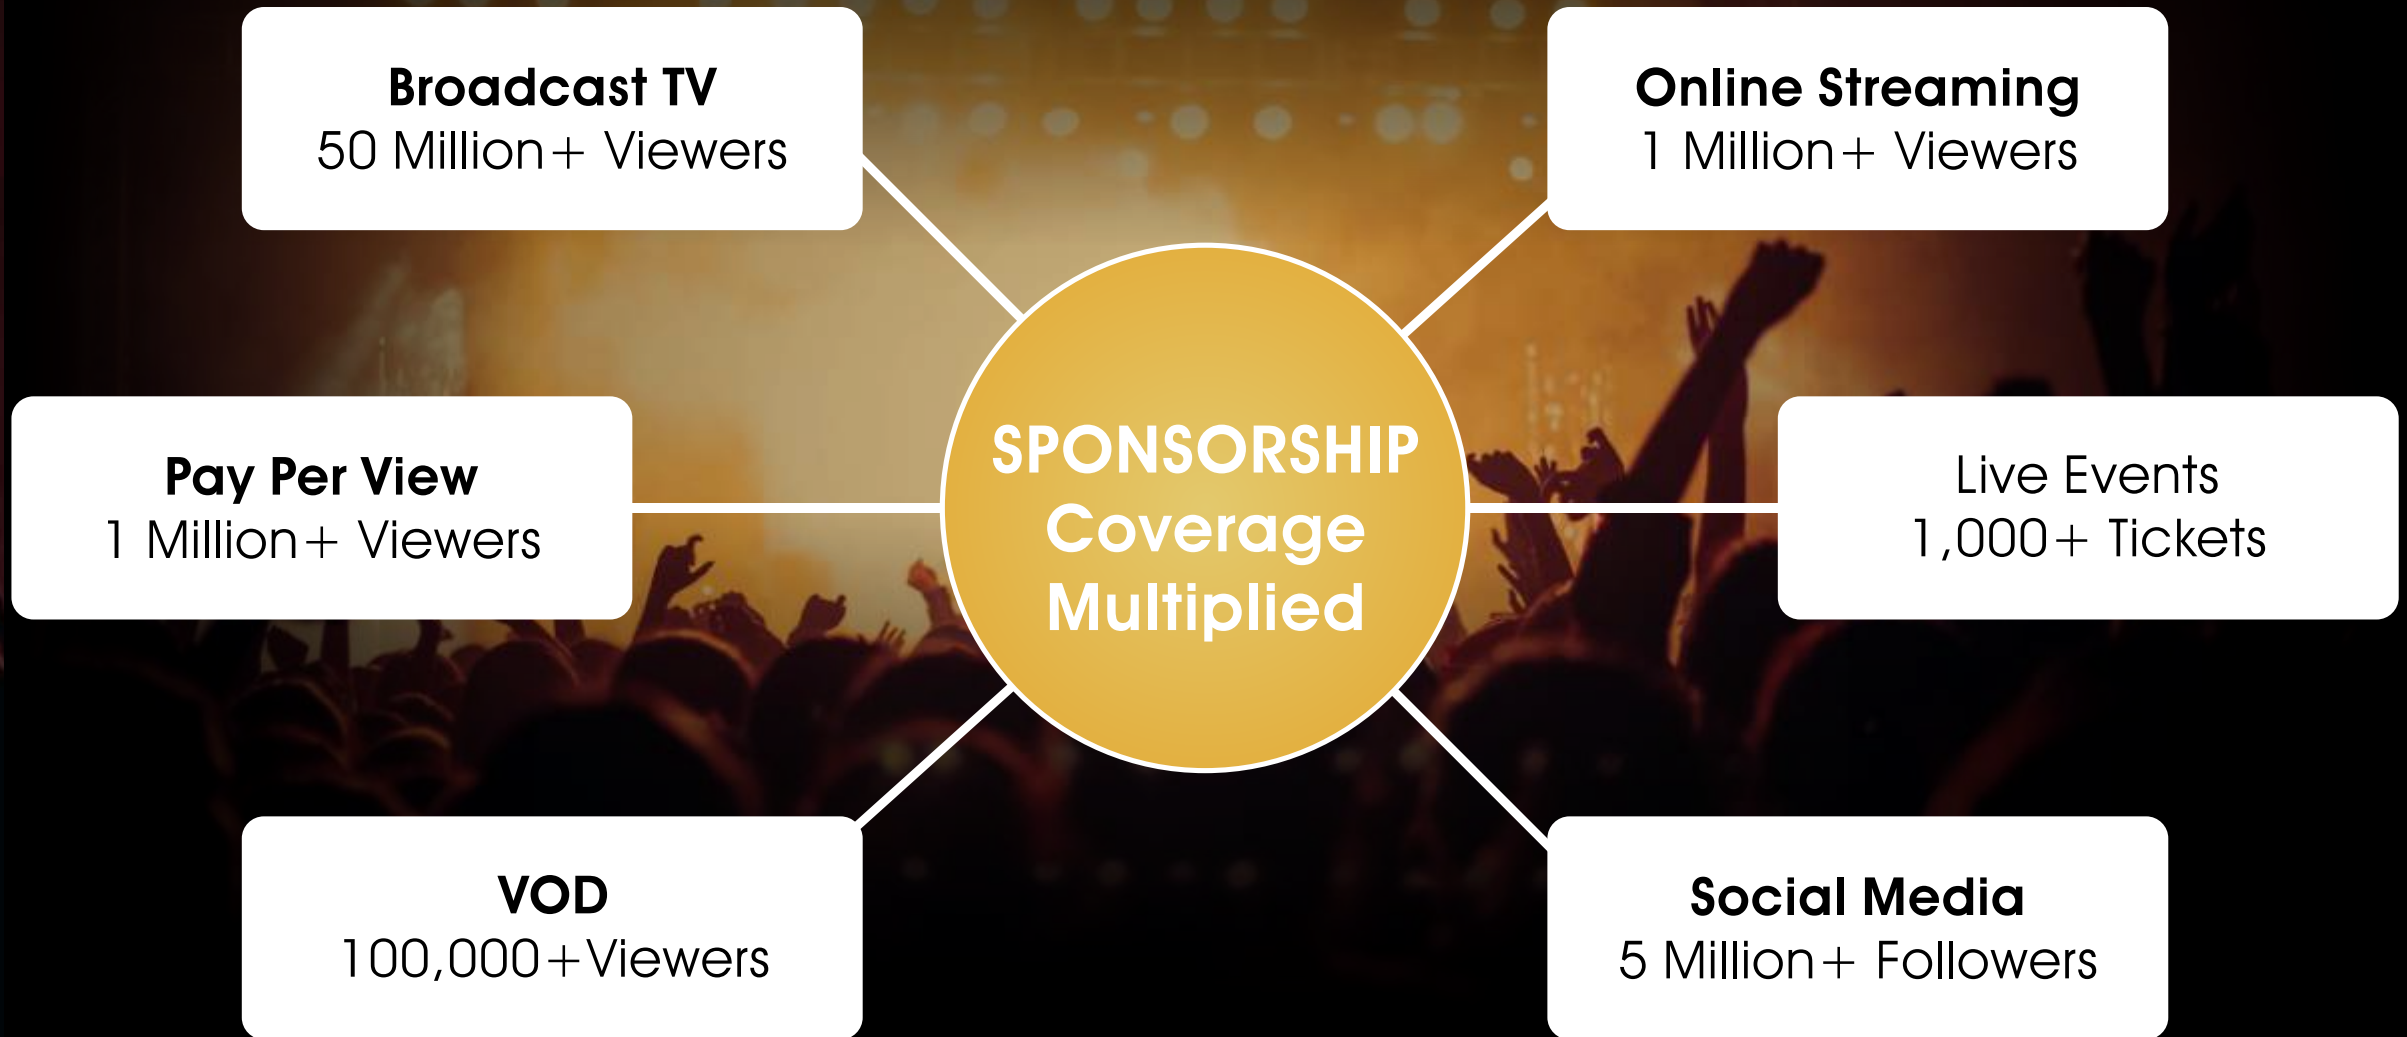 Broadcast TV
50 Million+ Viewers
Online Streaming
1 Million+ Viewers
Pay Per View
1 Million+ Viewers
SPONSORSHIP
Coverage
Multiplied
Live Events
1,000+ Tickets
VOD
100,000+Viewers
Social Media
5 Million+ Followers